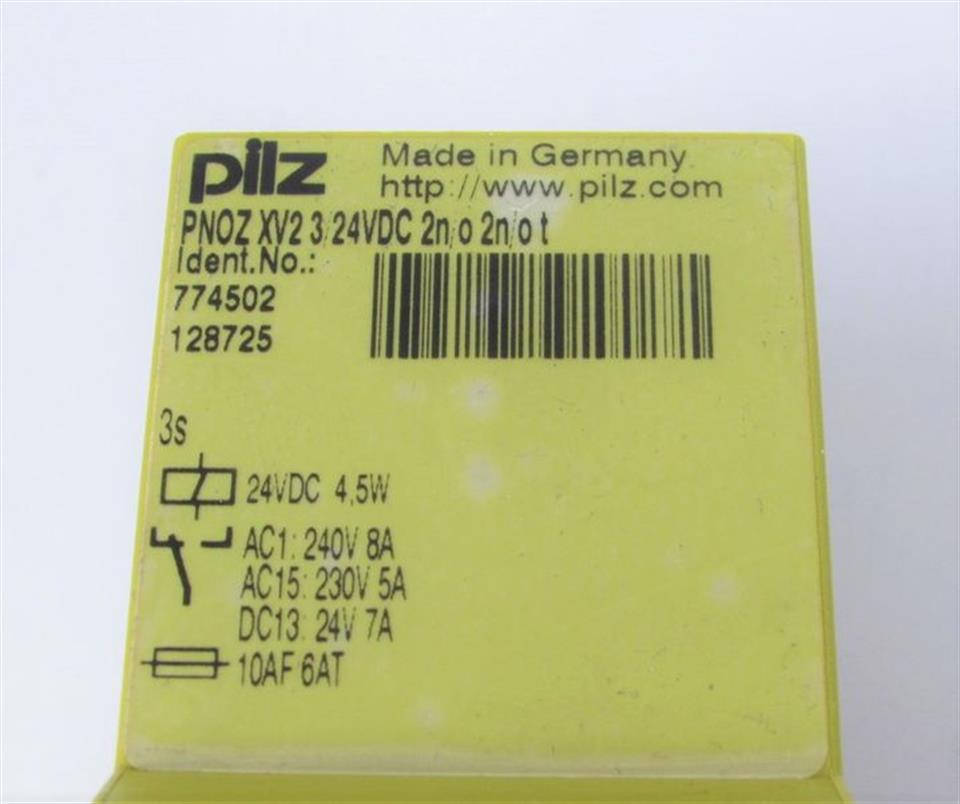 pilz
Made in Germany
http://www.pilz.com
PNOZ XV2 3/24VDC 2n/o 2n/o t
Ident.No.:
774502
128725
3s
24VDC 4,5W
AC1: 240V 8A
AC15: 230V 5A
DC13: 24V 7A
10AF 6AT